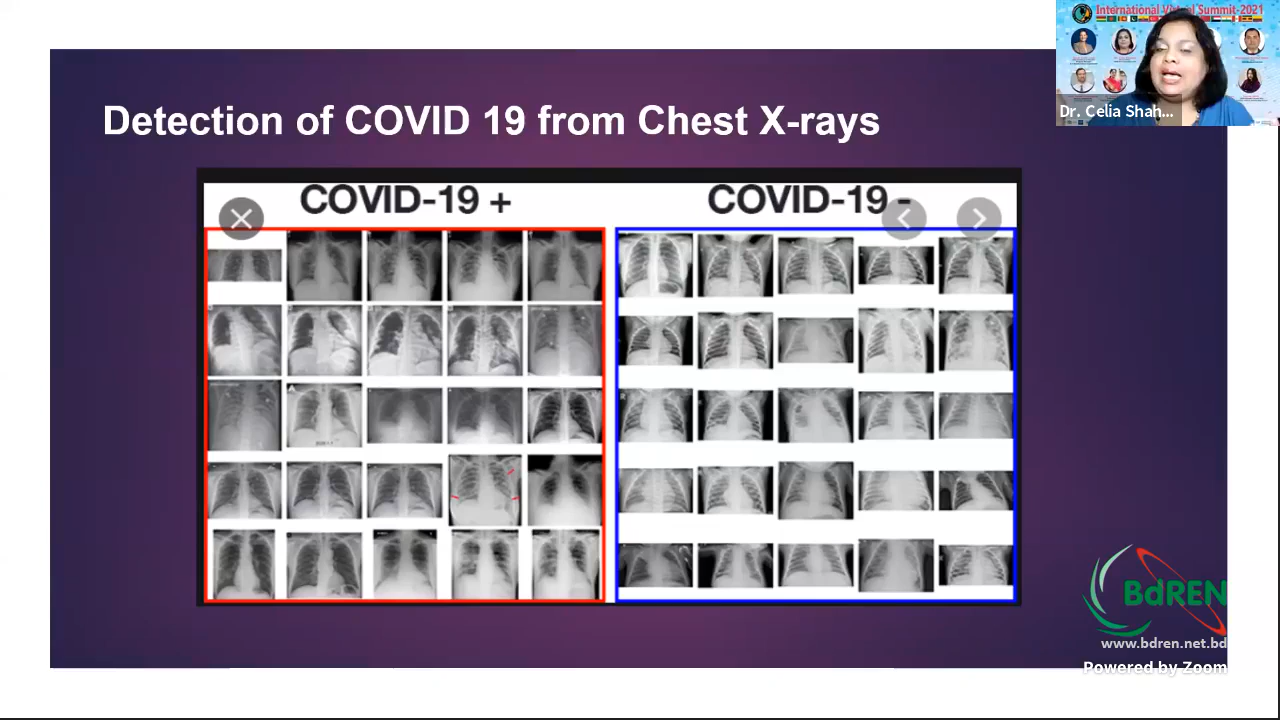 International Virtual Summit-2021
Dr. Celia Shah...
Detection of COVID 19 from Chest X-rays
COVID-19 +
COVID-19 -
BdREN
www.bdren.net.bd
Powered by Zoom